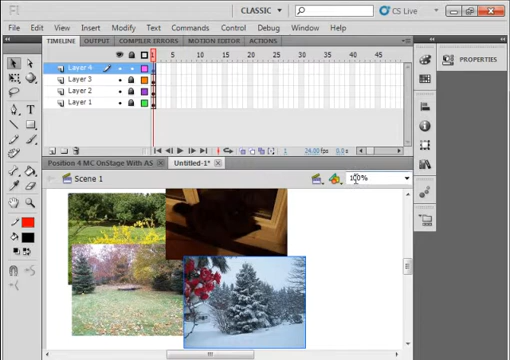 CLASSIC
CS Live
File Edit View Insert Modify Text Commands Control Debug Window Help
TIMELINE OUTPUT COMPILER ERRORS MOTION EDITOR ACTIONS
PROPERTIES
1 5 10 15 20 25 30 35 40 45
Layer 4
Layer 3
Layer 2
Layer 1
1 24.00 fps 0.0 s
Position 4 MC OnStage With AS Untitled-1*
Scene 1
100%